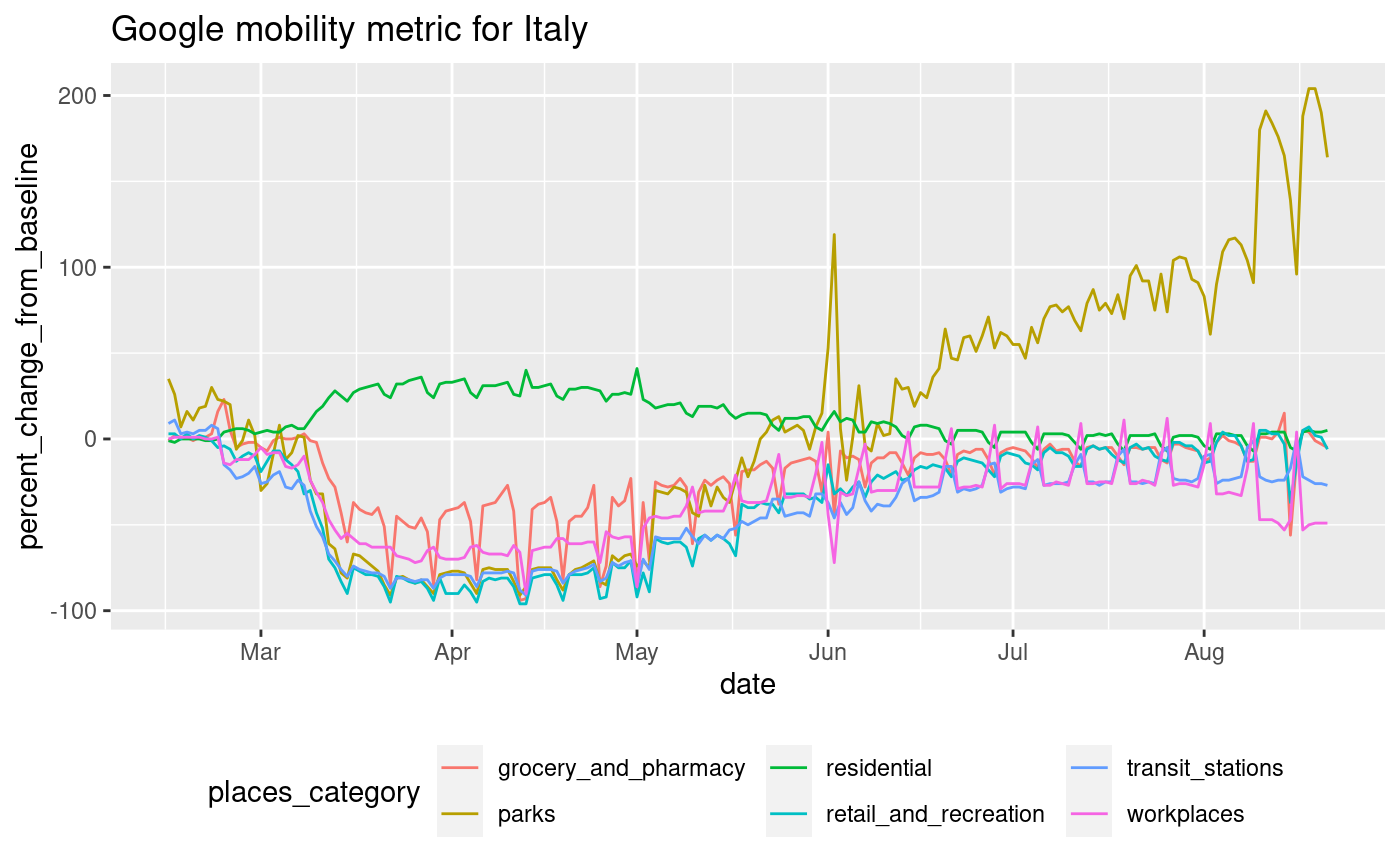 Google mobility metric for Italy
percent_change_from_baseline
200
100
0
-100
Mar Apr May Jun Jul Aug
date
places_category
grocery_and_pharmacy residential transit_stations
parks retail_and_recreation workplaces